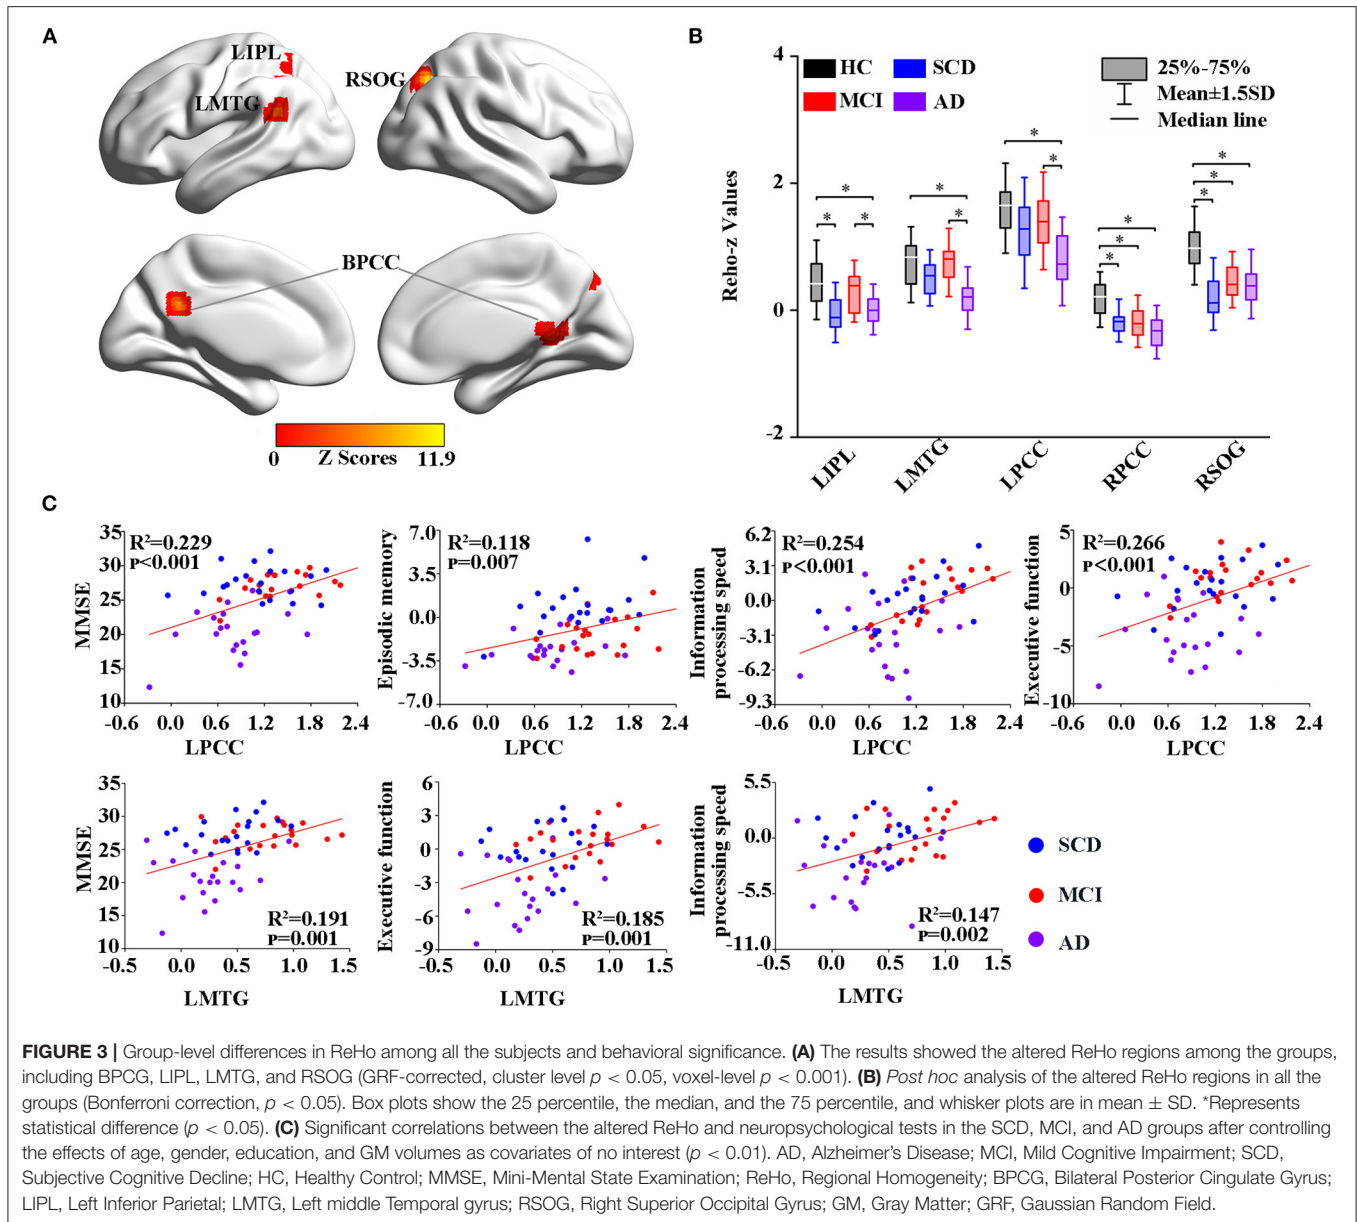 A
LIPL
RSOG
LMTG
BPCC
0 Z Scores 11.9
B
4
2
0
-2
Reho-z Values
HC SCD
MCI AD
25%-75%
Mean±1.5SD
Median line
* * *
* *
* *
* * *
* * *
LIPL LMTG LPCC RPCC RSOG
C
35
30
25
20
15
10
MMSE
R²=0.229
P<0.001
-0.6 0.0 0.6 1.2 1.8 2.4
LPCC
7.0
3.5
0.0
-3.5
-7.0
Episodic memory
R²=0.118
P=0.007
-0.6 0.0 0.6 1.2 1.8 2.4
LPCC
6.2
3.1
0.0
-3.1
-6.2
-9.3
Information
processing speed
R²=0.254
P<0.001
-0.6 0.0 0.6 1.2 1.8 2.4
LPCC
5
0
-5
-10
Executive function
R²=0.266
P<0.001
-0.6 0.0 0.6 1.2 1.8 2.4
LPCC
35
30
25
20
15
10
MMSE
R²=0.191
P=0.001
-0.5 0.0 0.5 1.0 1.5
LMTG
6
3
0
-3
-6
-9
Executive function
R²=0.185
P=0.001
-0.5 0.0 0.5 1.0 1.5
LMTG
5.5
0.0
-5.5
-11.0
Information
processing speed
R²=0.147
P=0.002
-0.5 0.0 0.5 1.0 1.5
LMTG
SCD
MCI
AD
FIGURE 3 | Group-level differences in ReHo among all the subjects and behavioral significance. (A) The results showed the altered ReHo regions among the groups,
including BPCG, LIPL, LMTG, and RSOG (GRF-corrected, cluster level p < 0.05, voxel-level p < 0.001). (B) Post hoc analysis of the altered ReHo regions in all the
groups (Bonferroni correction, p < 0.05). Box plots show the 25 percentile, the median, and the 75 percentile, and whisker plots are in mean ± SD. *Represents
statistical difference (p < 0.05). (C) Significant correlations between the altered ReHo and neuropsychological tests in the SCD, MCI, and AD groups after controlling
the effects of age, gender, education, and GM volumes as covariates of no interest (p < 0.01). AD, Alzheimer's Disease; MCI, Mild Cognitive Impairment; SCD,
Subjective Cognitive Decline; HC, Healthy Control; MMSE, Mini-Mental State Examination; ReHo, Regional Homogeneity; BPCG, Bilateral Posterior Cingulate Gyrus;
LIPL, Left Inferior Parietal; LMTG, Left middle Temporal gyrus; RSOG, Right Superior Occipital Gyrus; GM, Gray Matter; GRF, Gaussian Random Field.